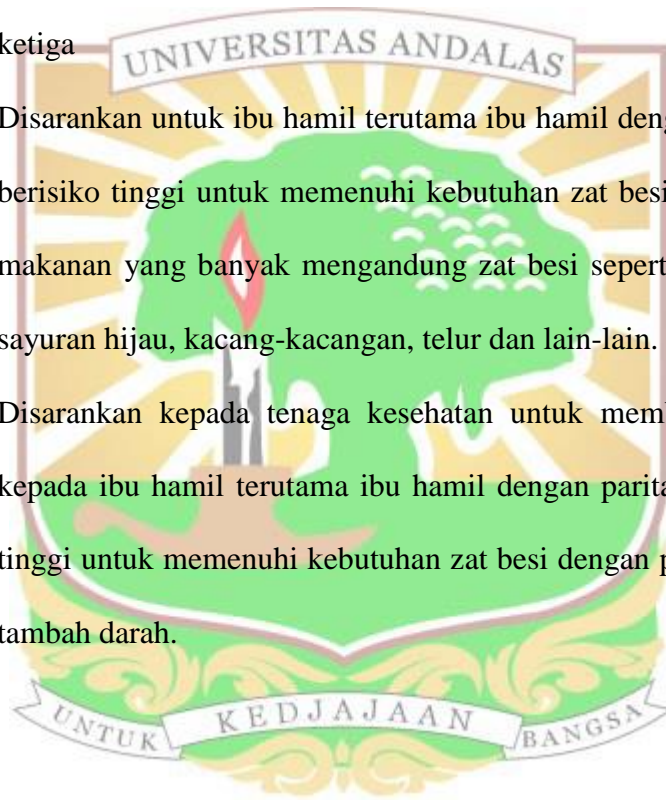 ketiga
UNIVERSITAS ANDALAS
Disarankan untuk ibu hamil terutama ibu hamil deng
berisiko tinggi untuk memenuhi kebutuhan zat besi
makanan yang banyak mengandung zat besi sepert
sayuran hijau, kacang-kacangan, telur dan lain-lain.
Disarankan kepada tenaga kesehatan untuk memb
kepada ibu hamil terutama ibu hamil dengan parita
tinggi untuk memenuhi kebutuhan zat besi dengan p
tambah darah.
UNTUK KEDJAJAAN BANGSA